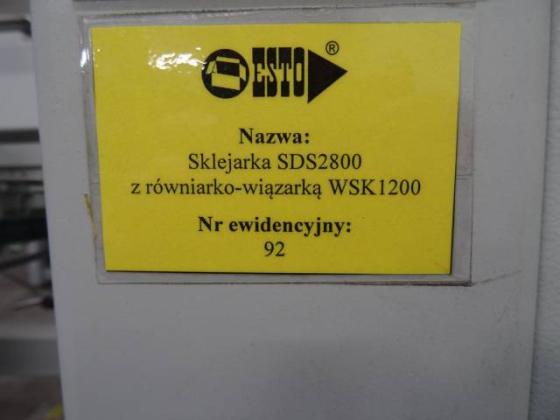 ESTO ®
Nazwa:
Sklejarka SDS2800
z równiarko-wiązarką WSK1200
Nr ewidencyjny:
92